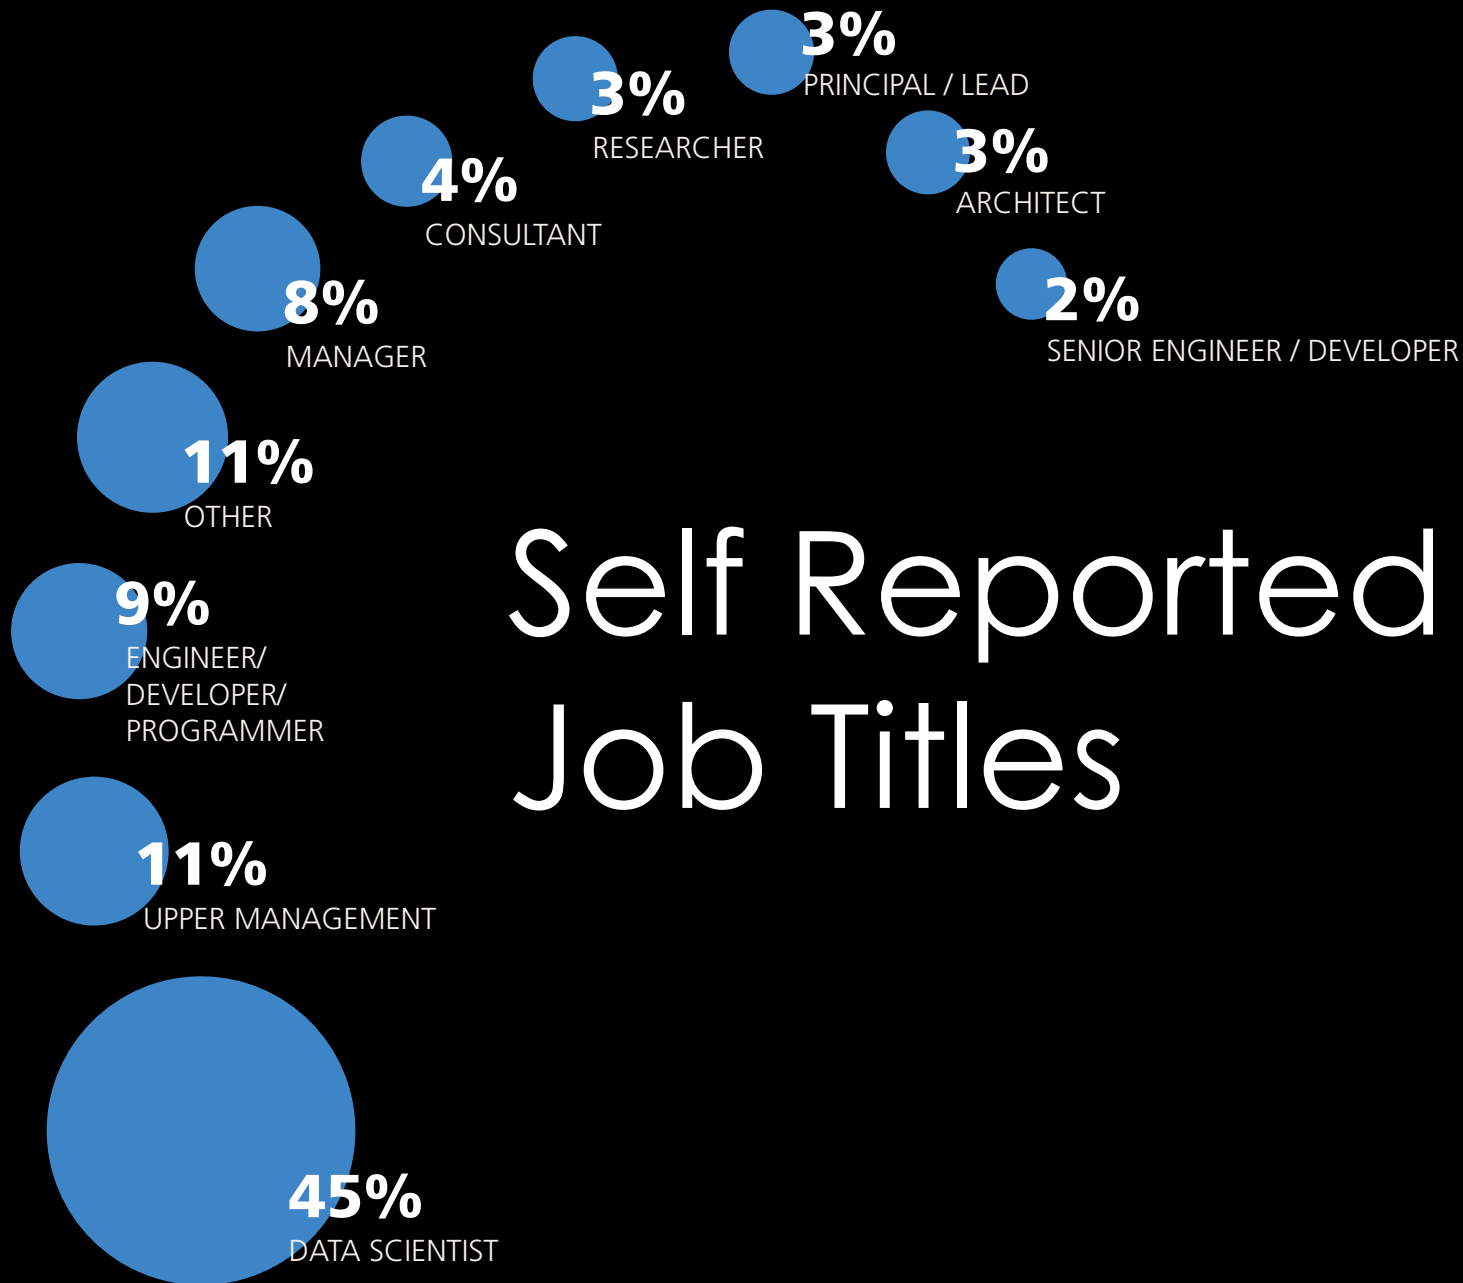 3%
PRINCIPAL / LEAD
3%
RESEARCHER
3%
ARCHITECT
4%
CONSULTANT
2%
SENIOR ENGINEER / DEVELOPER
8%
MANAGER
11%
OTHER
Self Reported
Job Titles
9%
ENGINEER/
DEVELOPER/
PROGRAMMER
11%
UPPER MANAGEMENT
45%
DATA SCIENTIST